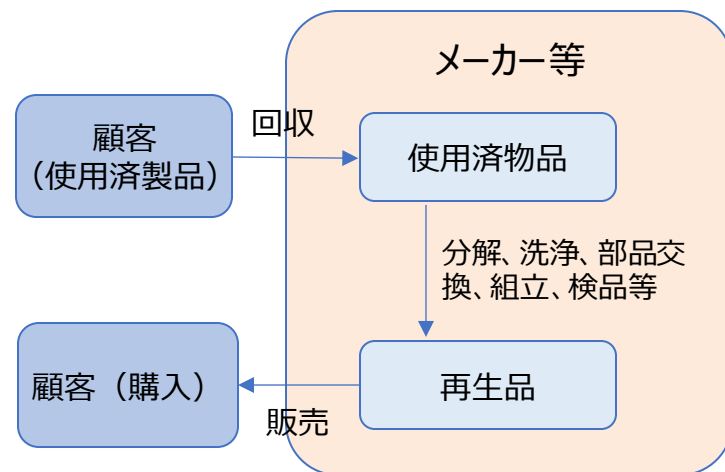 メーカー等
顧客
（使用済製品）
回収
使用済物品
分解、洗浄、部品交
換、組立、検品等
顧客（購入）
再生品
販売